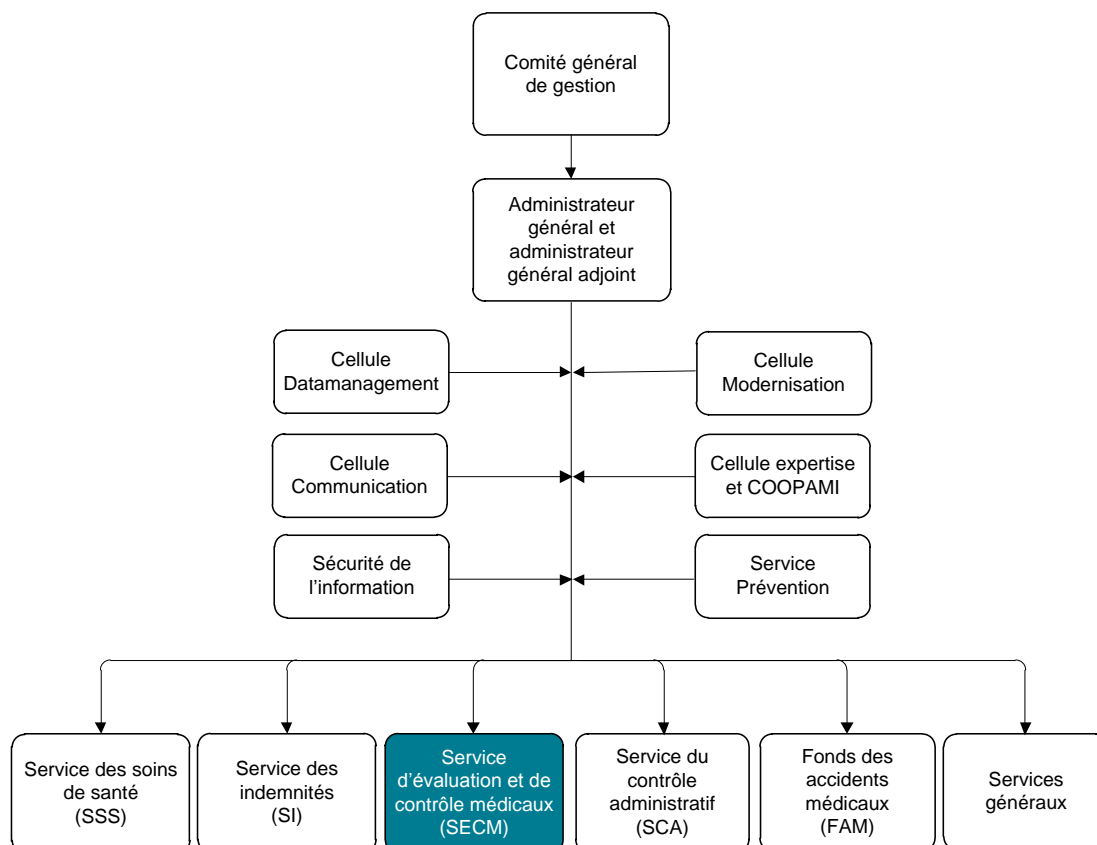 Comité général
de gestion
Administrateur
général et
administrateur
général adjoint
Cellule
Datamanagement
Cellule
Modernisation
Cellule
Communication
Cellule expertise
et COOPAMI
Sécurité de
l’information
Service
Prévention
Service des soins
de santé
(SSS)
Service des
indemnités
(SI)
Service
d’évaluation et de
contrôle médicaux
(SECM)
Service du
contrôle
administratif
(SCA)
Fonds des
accidents
médicaux
(FAM)
Services
généraux